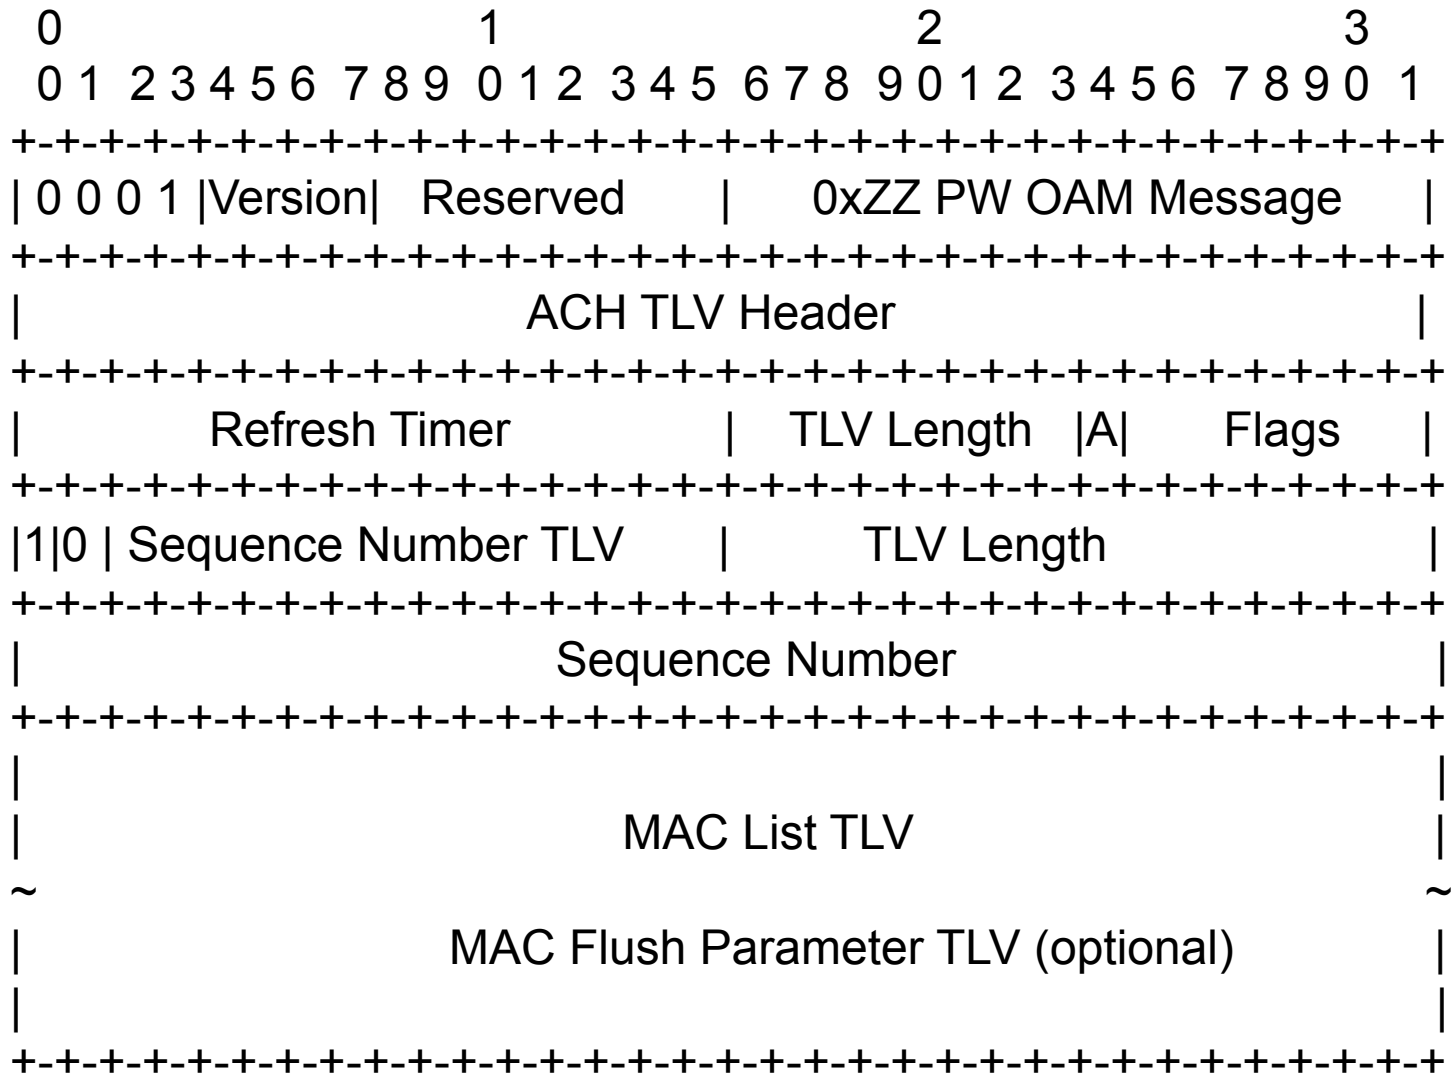 0                   1                   2                   3
0 1 2 3 4 5 6 7 8 9 0 1 2 3 4 5 6 7 8 9 0 1 2 3 4 5 6 7 8 9 0 1
+-+-+-+-+-+-+-+-+-+-+-+-+-+-+-+-+-+-+-+-+-+-+-+-+-+-+-+-+-+-+-+-+
|0 0 0 1 |Version| Reserved | 0xZZ PW OAM Message |
+-+-+-+-+-+-+-+-+-+-+-+-+-+-+-+-+-+-+-+-+-+-+-+-+-+-+-+-+-+-+-+-+
| ACH TLV Header |
+-+-+-+-+-+-+-+-+-+-+-+-+-+-+-+-+-+-+-+-+-+-+-+-+-+-+-+-+-+-+-+-+
| Refresh Timer | TLV Length |A| Flags |
+-+-+-+-+-+-+-+-+-+-+-+-+-+-+-+-+-+-+-+-+-+-+-+-+-+-+-+-+-+-+-+-+
|1|0 | Sequence Number TLV | TLV Length |
+-+-+-+-+-+-+-+-+-+-+-+-+-+-+-+-+-+-+-+-+-+-+-+-+-+-+-+-+-+-+-+-+
| Sequence Number |
+-+-+-+-+-+-+-+-+-+-+-+-+-+-+-+-+-+-+-+-+-+-+-+-+-+-+-+-+-+-+-+-+
| |
| MAC List TLV |
~ ~
| MAC Flush Parameter TLV (optional) |
| |
+-+-+-+-+-+-+-+-+-+-+-+-+-+-+-+-+-+-+-+-+-+-+-+-+-+-+-+-+-+-+-+-+